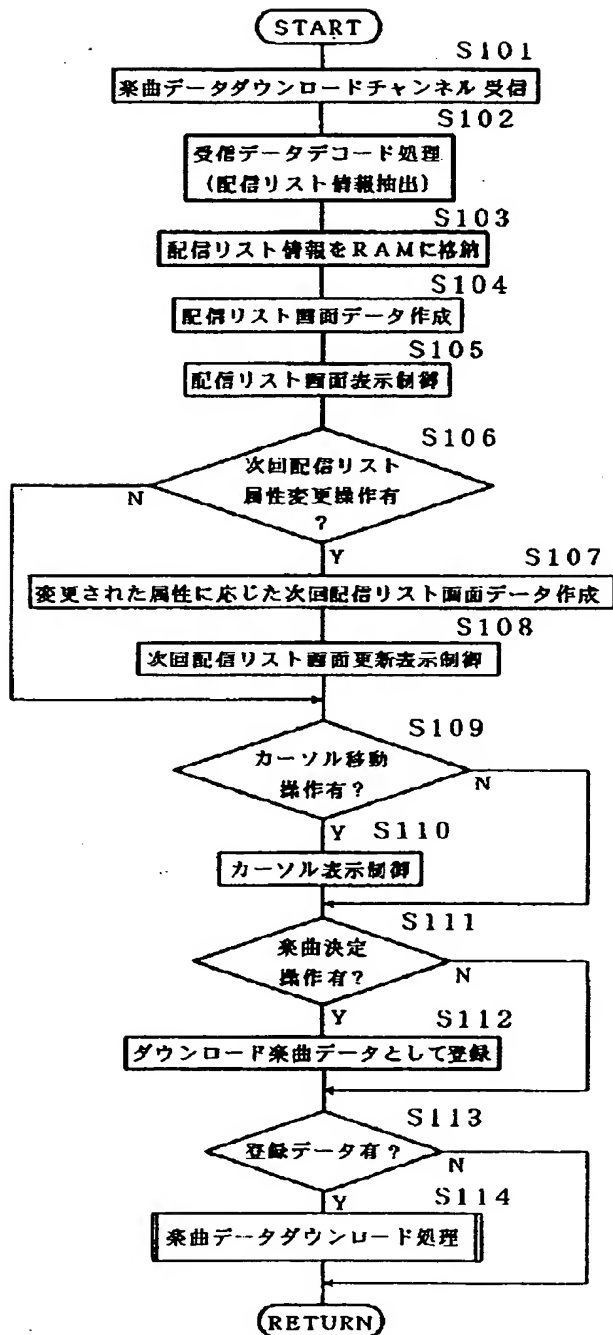 START
S101
楽曲データダウンロードチャンネル受信
S102
受信データデコード処理
(配信リスト情報抽出)
S103
配信リスト情報をRAMに格納
S104
配信リスト画面データ作成
S105
配信リスト画面表示制御
S106
次回配信リスト
属性変更操作有
?
N
Y
S107
変更された属性に応じた次回配信リスト画面データ作成
S108
次回配信リスト画面更新表示制御
S109
カーソル移動
操作有?
N
Y
S110
カーソル表示制御
S111
楽曲決定
操作有?
N
Y
S112
ダウンロード楽曲データとして登録
S113
登録データ有?
N
Y
S114
楽曲データダウンロード処理
RETURN